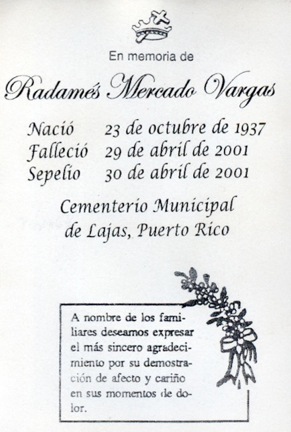 En memoria de
Radamés Mercado Vargas
Nació 23 de octubre de 1937
Falleció 29 de abril de 2001
Sepelio 30 de abril de 2001
Cementerio Municipal
de Lajas, Puerto Rico
A nombre de los fami-
liares deseamos expresar
el más sincero agradeci-
miento por su demostra-
ción de afecto y cariño
en sus momentos de do-
lor.